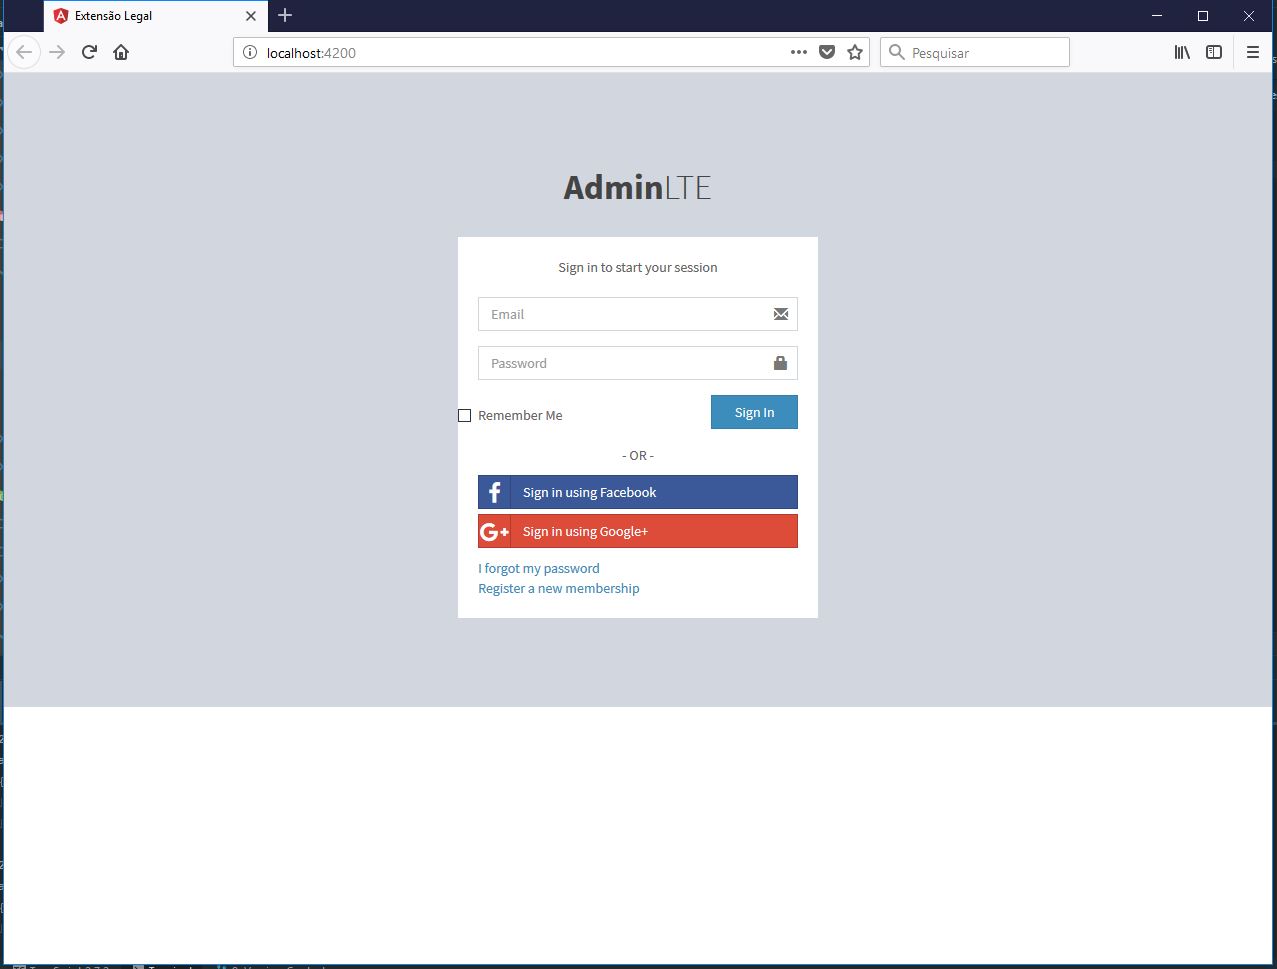 Extensão Legal
localhost:4200
Pesquisar
AdminLTE
Sign in to start your session
Email
Password
Remember Me
Sign In
- OR -
Sign in using Facebook
Sign in using Google+
I forgot my password
Register a new membership